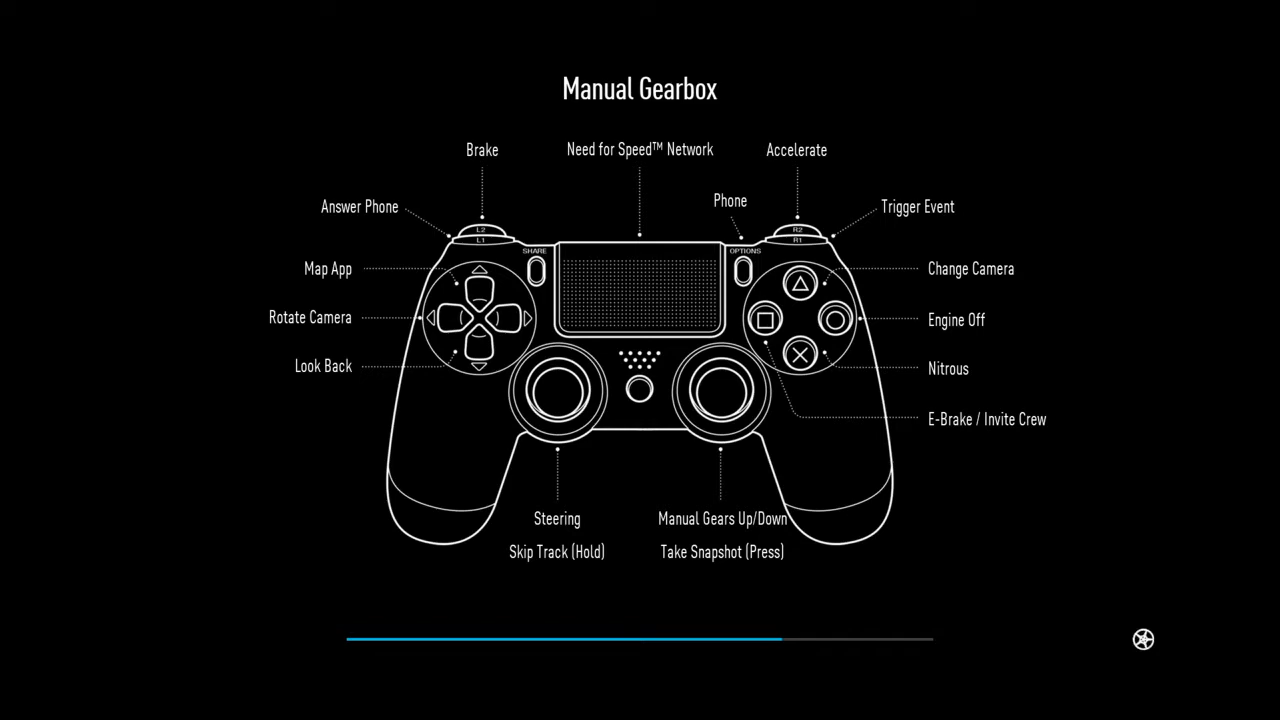 Manual Gearbox
Brake
Need for Speed™ Network
Accelerate
Answer Phone
Phone
Trigger Event
L2
R2
L1
R1
SHARE
OPTIONS
Map App
Change Camera
Rotate Camera
Engine Off
Look Back
Nitrous
E-Brake / Invite Crew
Steering
Manual Gears Up/Down
Skip Track (Hold)
Take Snapshot (Press)